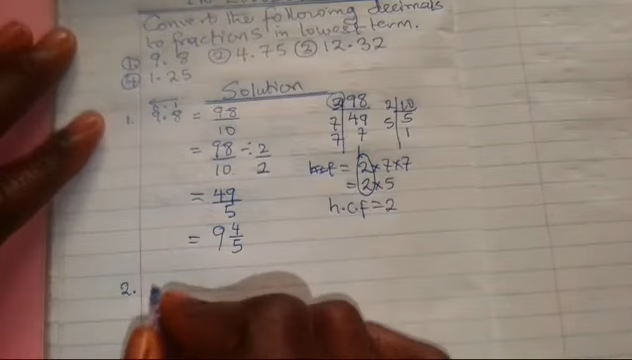 Convert the following decimals
to fractions in lowest term.
① 9.8 ② 4.75 ③ 12.32
④ 1.25
Solution
1. 9.8 = 98/10
= 98/10 ÷ 2/2
= 49/5
= 9 4/5
2 | 98
7 | 49
7 | 7
1
2 | 10
5 | 5
1
= 2×7×7
= 2×5
h.c.f = 2
2.